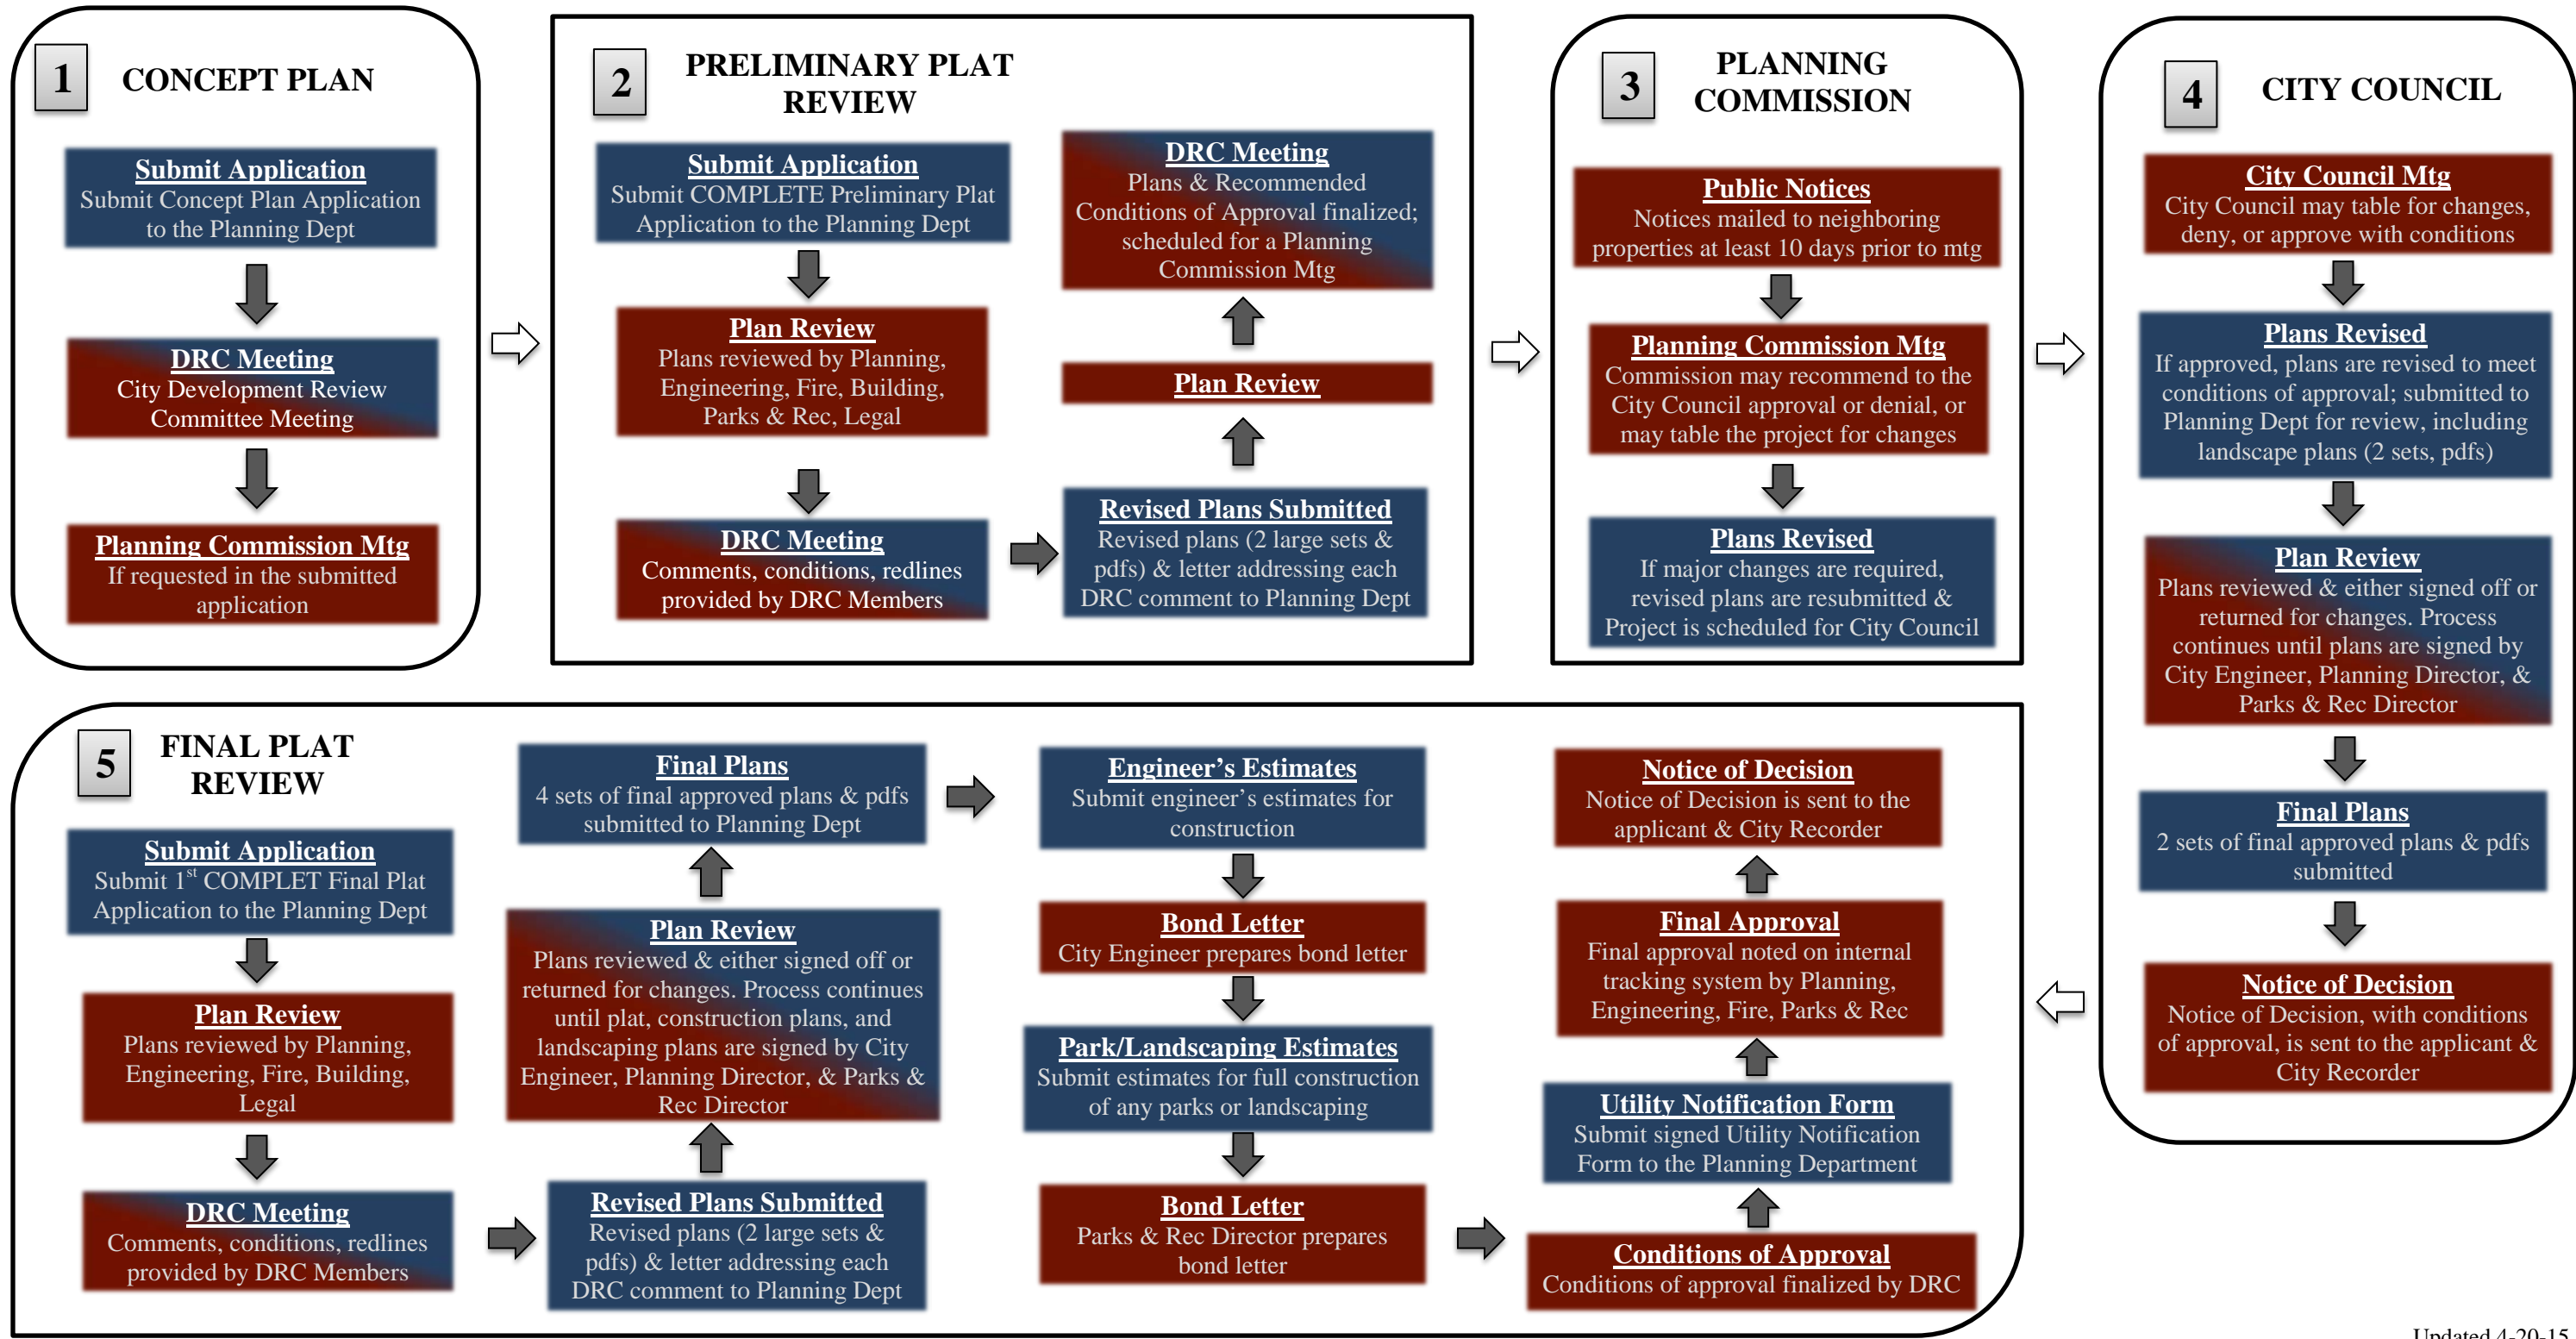 1
CONCEPT PLAN
Submit Application
Submit Concept Plan Application
to the Planning Dept
DRC Meeting
City Development Review
Committee Meeting
Planning Commission Mtg
If requested in the submitted
application
2
PRELIMINARY PLAT
REVIEW
Submit Application
Submit COMPLETE Preliminary Plat
Application to the Planning Dept
Plan Review
Plans reviewed by Planning,
Engineering, Fire, Building,
Parks & Rec, Legal
DRC Meeting
Comments, conditions, redlines
provided by DRC Members
Revised Plans Submitted
Revised plans (2 large sets &
pdfs) & letter addressing each
DRC comment to Planning Dept
Plan Review
DRC Meeting
Plans & Recommended
Conditions of Approval finalized;
scheduled for a Planning
Commission Mtg
3
PLANNING
COMMISSION
Public Notices
Notices mailed to neighboring
properties at least 10 days prior to mtg
Planning Commission Mtg
Commission may recommend to the
City Council approval or denial, or
may table the project for changes
Plans Revised
If major changes are required,
revised plans are resubmitted &
Project is scheduled for City Council
4
CITY COUNCIL
City Council Mtg
City Council may table for changes,
deny, or approve with conditions
Plans Revised
If approved, plans are revised to meet
conditions of approval; submitted to
Planning Dept for review, including
landscape plans (2 sets, pdfs)
Plan Review
Plans reviewed & either signed off or
returned for changes. Process
continues until plans are signed by
City Engineer, Planning Director, &
Parks & Rec Director
Final Plans
2 sets of final approved plans & pdfs
submitted
Notice of Decision
Notice of Decision, with conditions
of approval, is sent to the applicant &
City Recorder
5
FINAL PLAT
REVIEW
Submit Application
Submit 1st COMPLET Final Plat
Application to the Planning Dept
Plan Review
Plans reviewed by Planning,
Engineering, Fire, Building,
Legal
DRC Meeting
Comments, conditions, redlines
provided by DRC Members
Revised Plans Submitted
Revised plans (2 large sets &
pdfs) & letter addressing each
DRC comment to Planning Dept
Plan Review
Plans reviewed & either signed off or
returned for changes. Process continues
until plat, construction plans, and
landscaping plans are signed by City
Engineer, Planning Director, & Parks &
Rec Director
Final Plans
4 sets of final approved plans & pdfs
submitted to Planning Dept
Engineer’s Estimates
Submit engineer’s estimates for
construction
Bond Letter
City Engineer prepares bond letter
Park/Landscaping Estimates
Submit estimates for full construction
of any parks or landscaping
Bond Letter
Parks & Rec Director prepares
bond letter
Conditions of Approval
Conditions of approval finalized by DRC
Utility Notification Form
Submit signed Utility Notification
Form to the Planning Department
Final Approval
Final approval noted on internal
tracking system by Planning,
Engineering, Fire, Parks & Rec
Notice of Decision
Notice of Decision is sent to the
applicant & City Recorder
Updated 4-20-15